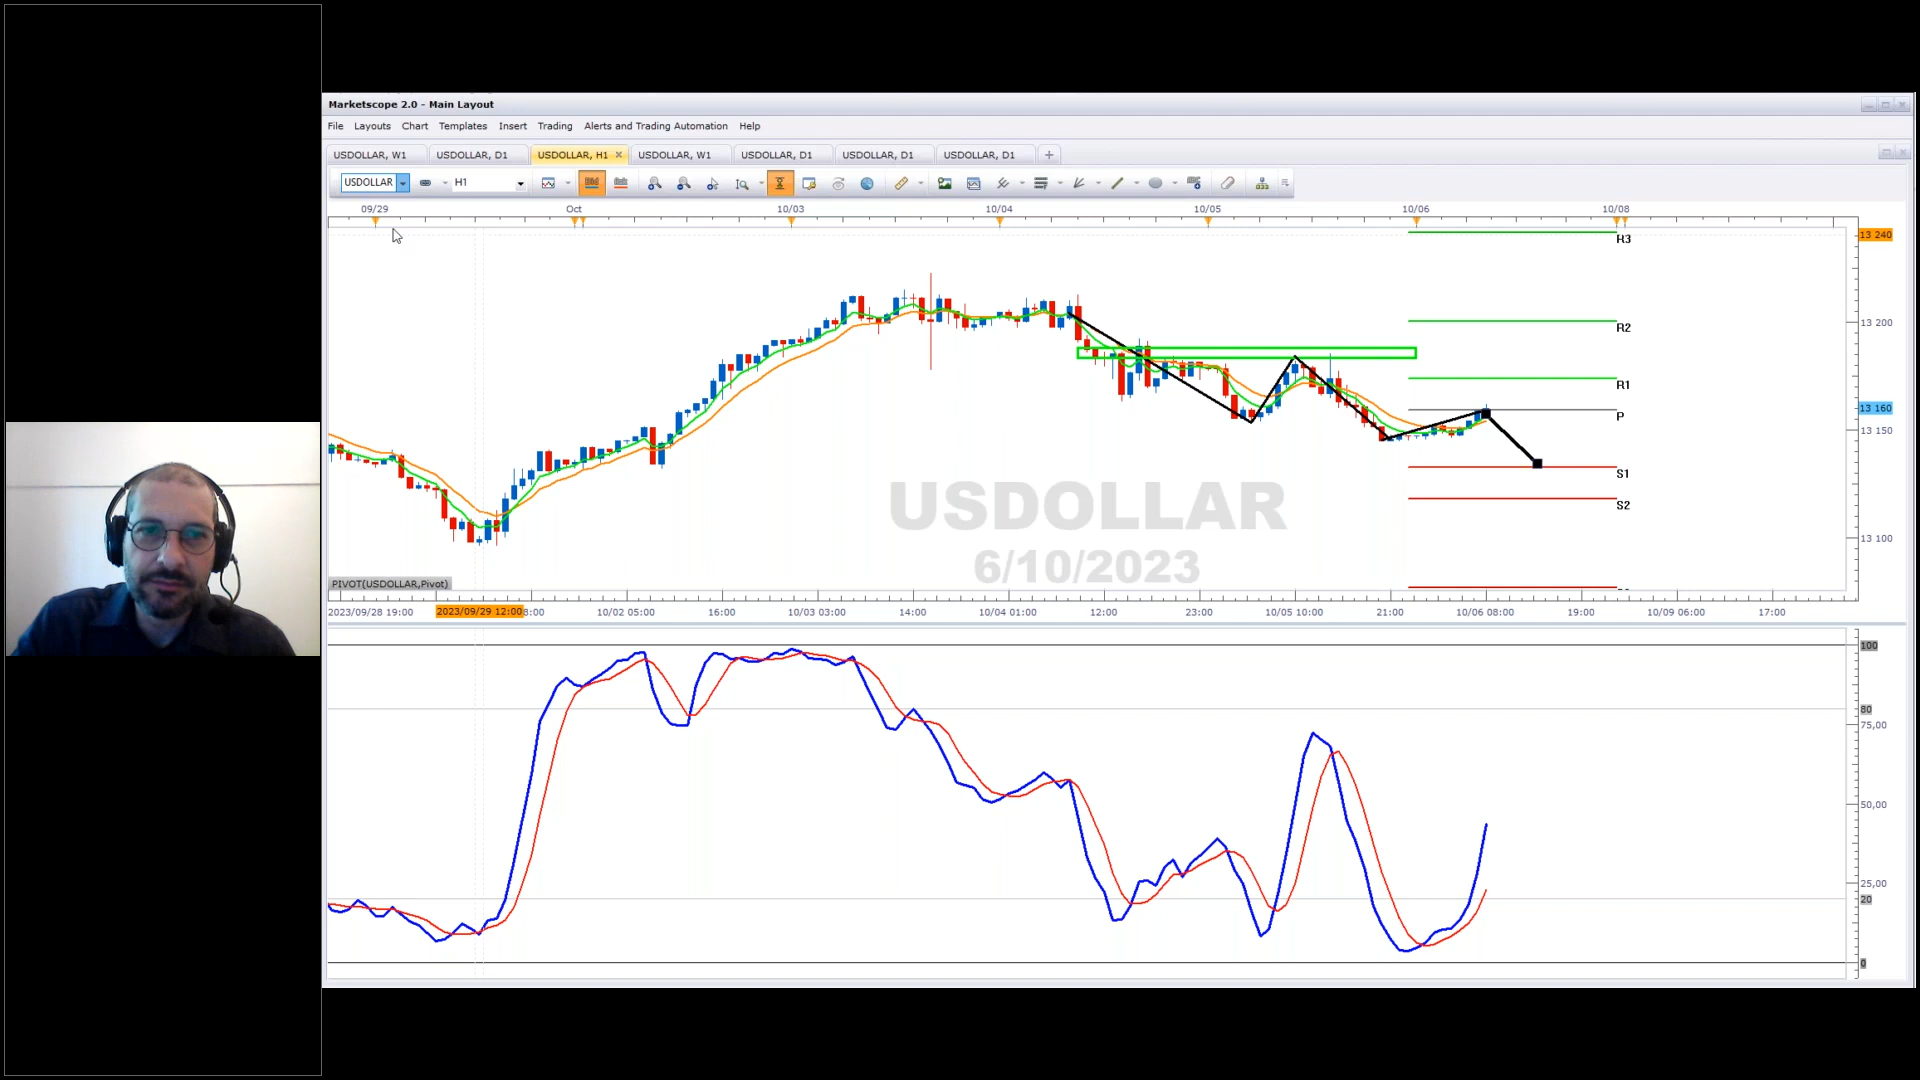 Marketscope 2.0 - Main Layout
File Layouts Chart Templates Insert Trading Alerts and Trading Automation Help
USDOLLAR, W1 USDOLLAR, D1 USDOLLAR, H1 USDOLLAR, W1 USDOLLAR, D1 USDOLLAR, D1 USDOLLAR, D1
USDOLLAR H1
09/29 Oct 10/03 10/04 10/05 10/06 10/08
13 240
R3
13 200
R2
R1
13 160
P
13 150
S1
S2
13 100
USDOLLAR
6/10/2023
PIVOT(USDOLLAR,Pivot)
2023/09/28 19:00 2023/09/29 12:00 8:00 10/02 05:00 16:00 10/03 03:00 14:00 10/04 01:00 12:00 23:00 10/05 10:00 21:00 10/06 08:00 19:00 10/09 06:00 17:00
100
80
75,00
50,00
25,00
20
0